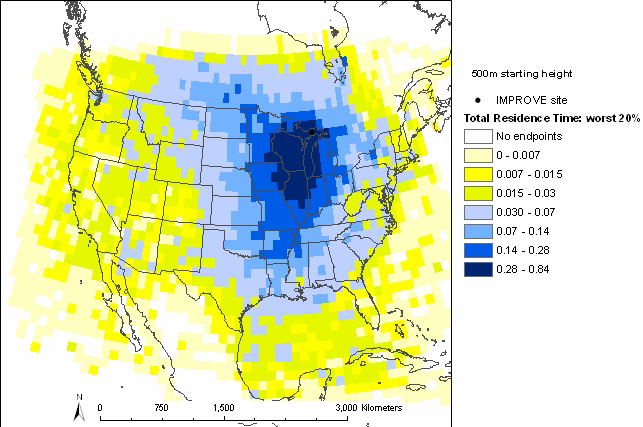 500m starting height
IMPROVE site
Total Residence Time: worst 20%
No endpoints
0 - 0.007
0.007 - 0.015
0.015 - 0.03
0.030 - 0.07
0.07 - 0.14
0.14 - 0.28
0.28 - 0.84
N
0 750 1,500 3,000 Kilometers